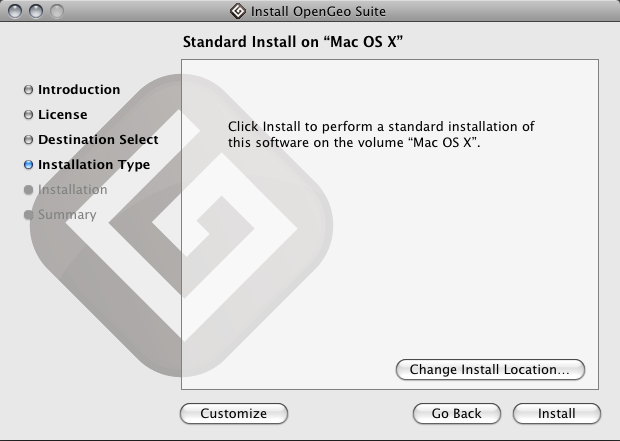 Install OpenGeo Suite
Standard Install on “Mac OS X”
Introduction
License
Destination Select
Installation Type
Installation
Summary
Click Install to perform a standard installation of
this software on the volume “Mac OS X”.
Change Install Location...
Customize
Go Back
Install